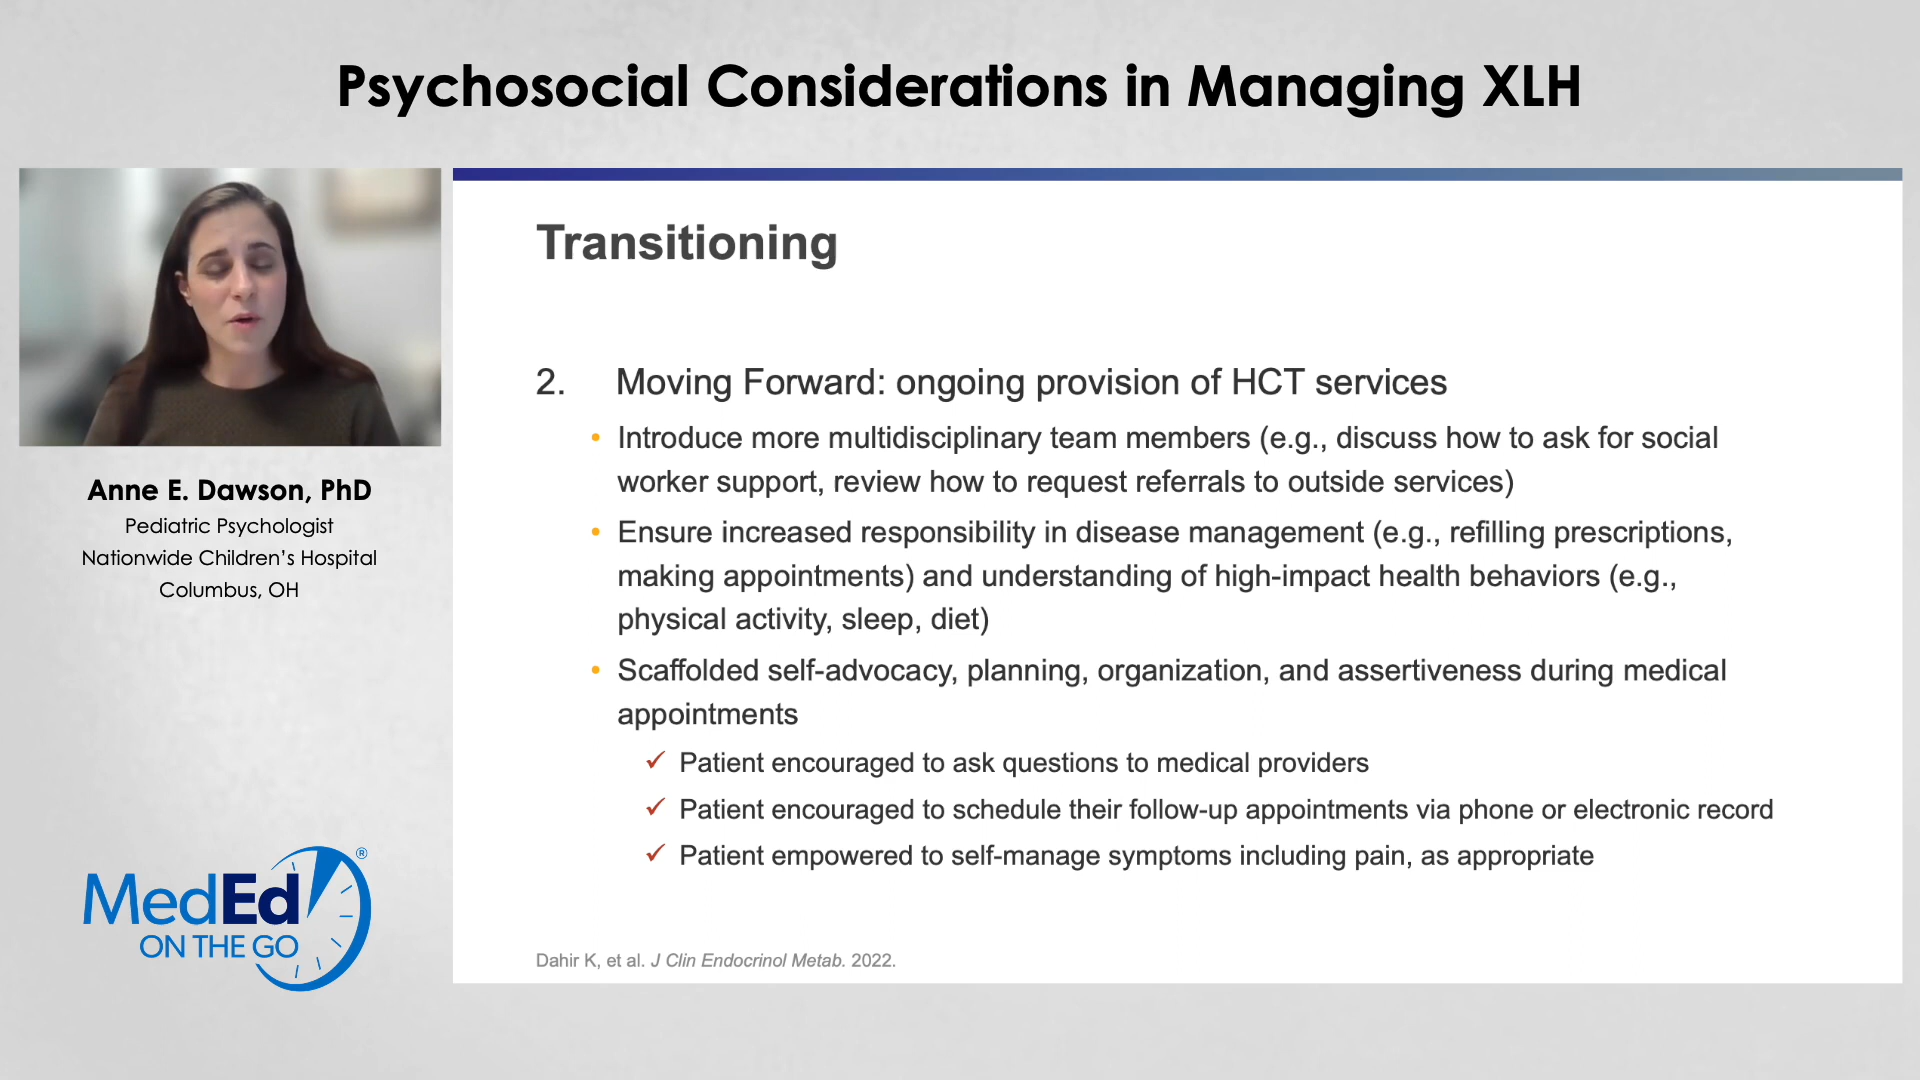 Psychosocial Considerations in Managing XLH
Anne E. Dawson, PhD
Pediatric Psychologist
Nationwide Children's Hospital
Columbus, OH
MedEd®
ON THE GO
Transitioning
2. Moving Forward: ongoing provision of HCT services
• Introduce more multidisciplinary team members (e.g., discuss how to ask for social
worker support, review how to request referrals to outside services)
• Ensure increased responsibility in disease management (e.g., refilling prescriptions,
making appointments) and understanding of high-impact health behaviors (e.g.,
physical activity, sleep, diet)
• Scaffolded self-advocacy, planning, organization, and assertiveness during medical
appointments
✓ Patient encouraged to ask questions to medical providers
✓ Patient encouraged to schedule their follow-up appointments via phone or electronic record
✓ Patient empowered to self-manage symptoms including pain, as appropriate
Dahir K, et al. J Clin Endocrinol Metab. 2022.